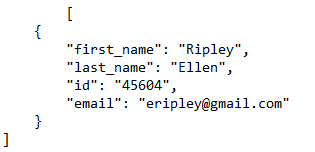 [
{
"first_name": "Ripley",
"last_name": "Ellen",
"id": "45604",
"email": "eripley@gmail.com"
}
]